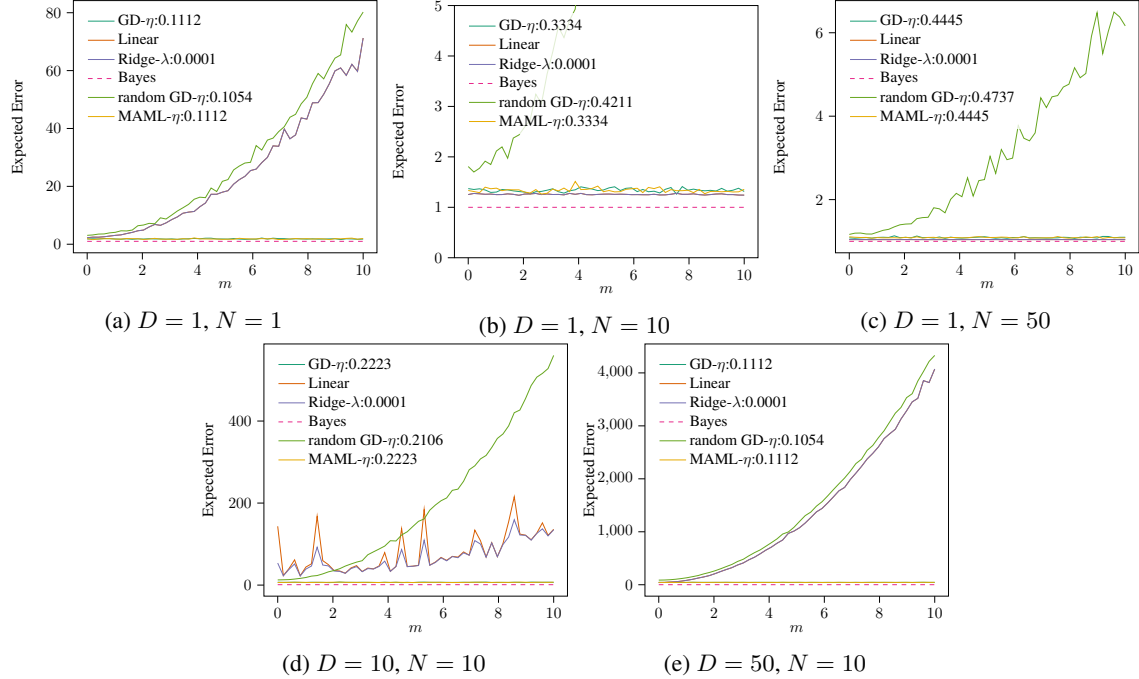 80
60
40
20
0
Expected Error
GD-η:0.1112
Linear
Ridge-λ:0.0001
Bayes
random GD-η:0.1054
MAML-η:0.1112
0 2 4 6 8 10
m
(a) D = 1, N = 1
5
4
3
2
1
0
Expected Error
GD-η:0.3334
Linear
Ridge-λ:0.0001
Bayes
random GD-η:0.4211
MAML-η:0.3334
0 2 4 6 8 10
m
(b) D = 1, N = 10
6
4
2
Expected Error
GD-η:0.4445
Linear
Ridge-λ:0.0001
Bayes
random GD-η:0.4737
MAML-η:0.4445
0 2 4 6 8 10
m
(c) D = 1, N = 50
400
200
0
Expected Error
GD-η:0.2223
Linear
Ridge-λ:0.0001
Bayes
random GD-η:0.2106
MAML-η:0.2223
0 2 4 6 8 10
m
(d) D = 10, N = 10
4,000
3,000
2,000
1,000
0
Expected Error
GD-η:0.1112
Linear
Ridge-λ:0.0001
Bayes
random GD-η:0.1054
MAML-η:0.1112
0 2 4 6 8 10
m
(e) D = 50, N = 10